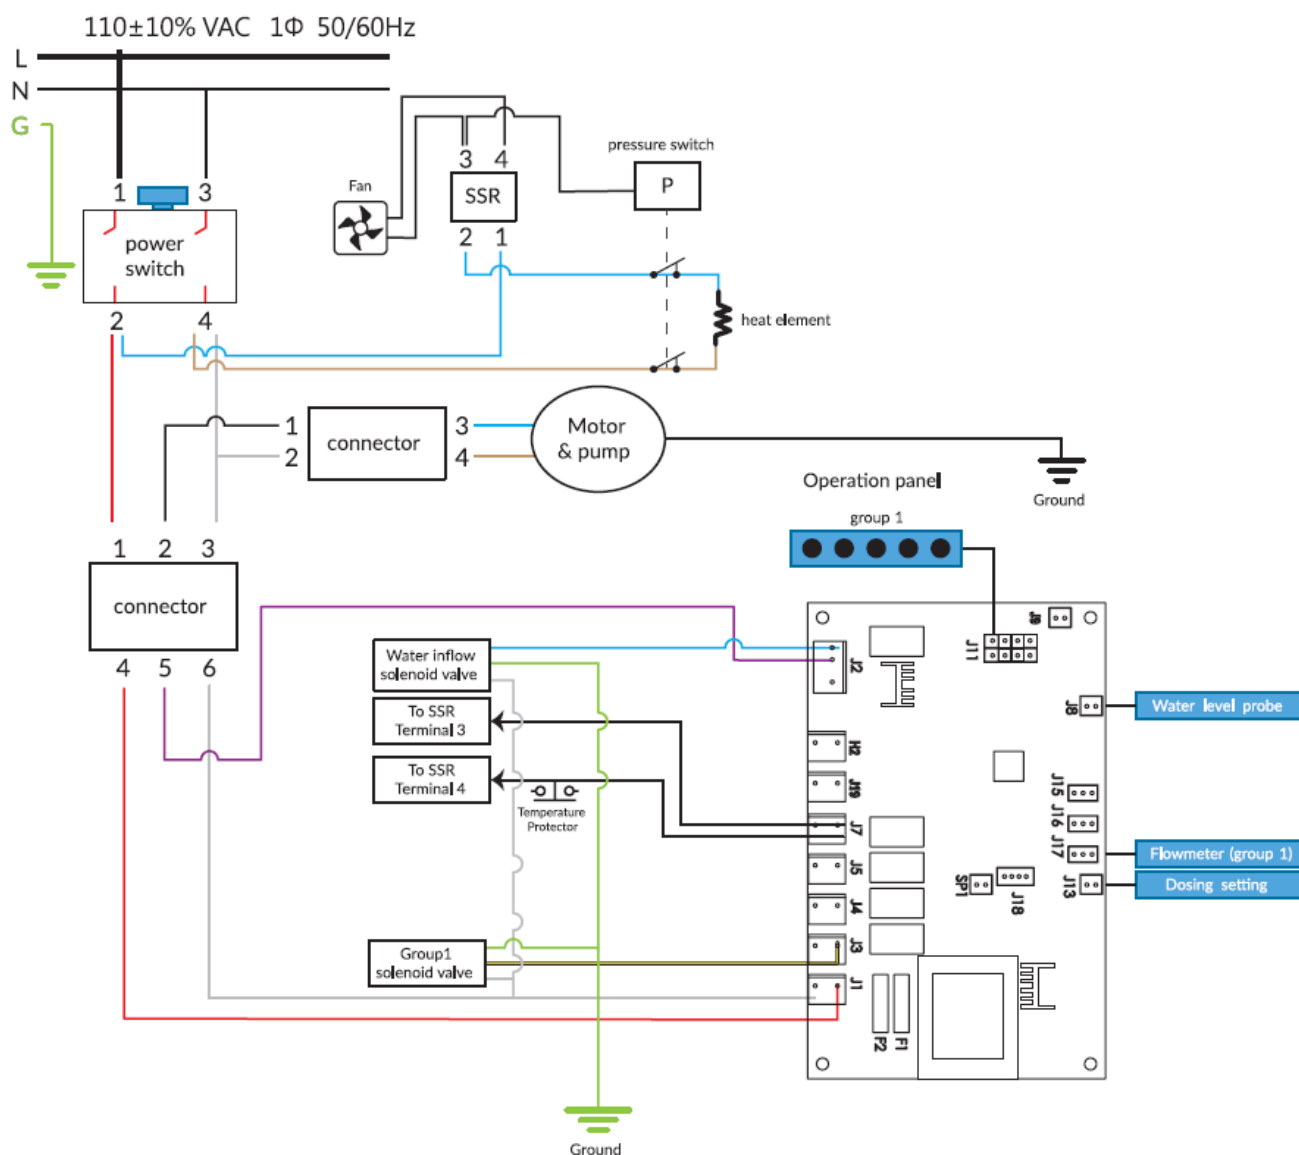 110±10% VAC 1Φ 50/60Hz
L
N
G
1
3
power
switch
2
4
Fan
3
4
SSR
2
1
pressure switch
P
heat element
1
2
connector
3
4
Motor
& pump
Ground
Operation panel
group 1
1
2
3
connector
4
5
6
Water inflow
solenoid valve
To SSR
Terminal 3
To SSR
Terminal 4
Temperature
Protector
Group1
solenoid valve
Ground
J2
H2
J19
J7
J5
J4
J3
J1
F2
F1
J9
J11
J8
J15
J16
J17
J13
SP1
J18
Water level probe
Flowmeter (group 1)
Dosing setting